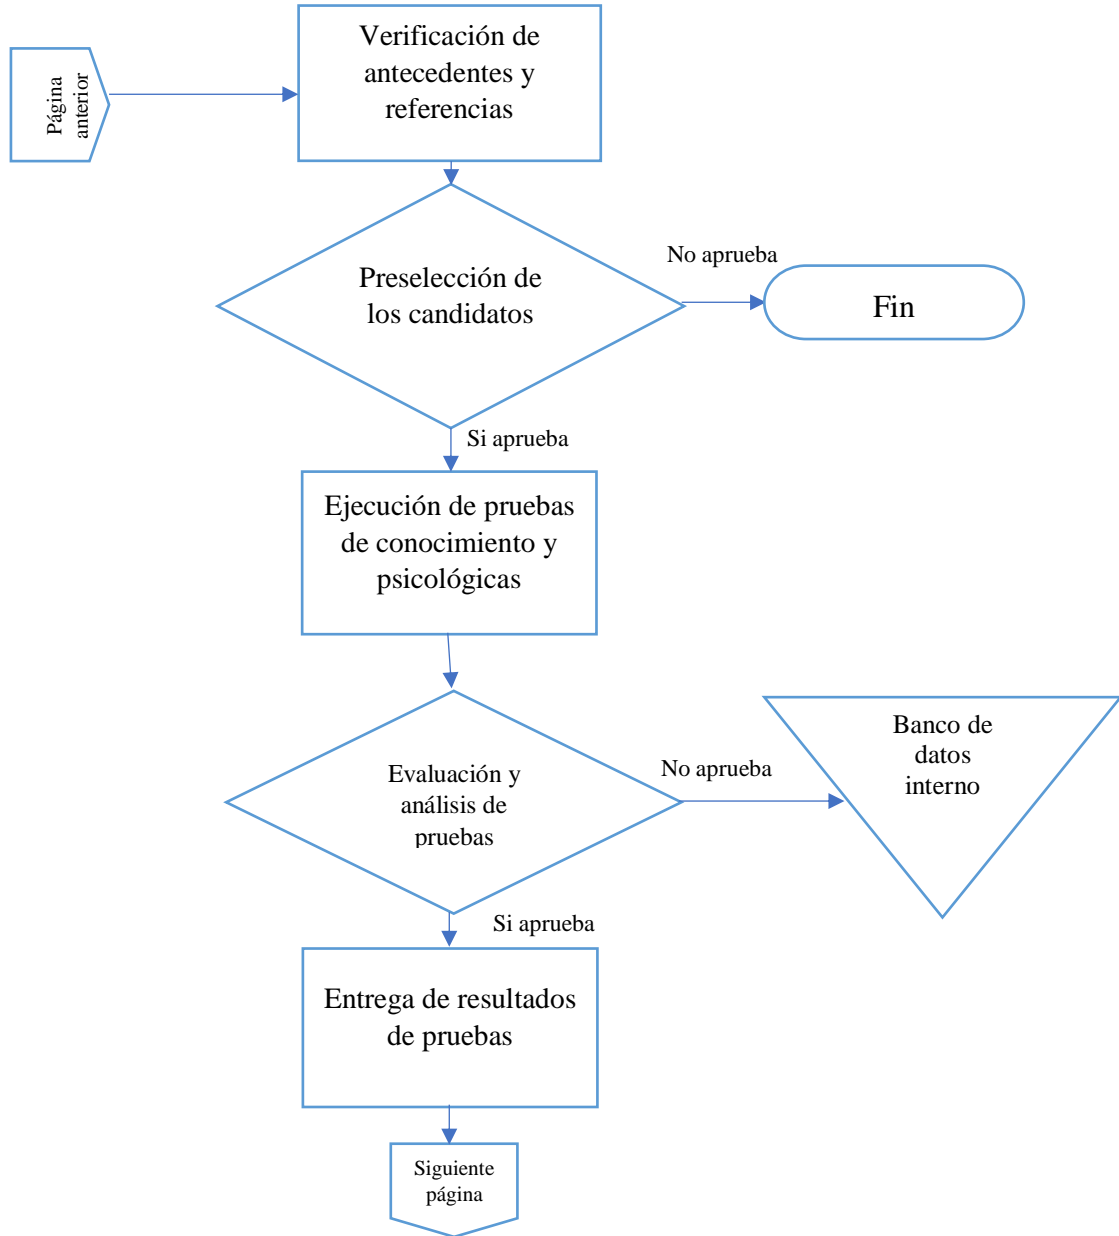 Página
anterior
Verificación de
antecedentes y
referencias
Preselección de
los candidatos
No aprueba
Fin
Si aprueba
Ejecución de pruebas
de conocimiento y
psicológicas
Evaluación y
análisis de
pruebas
No aprueba
Banco de
datos
interno
Si aprueba
Entrega de resultados
de pruebas
Siguiente
página